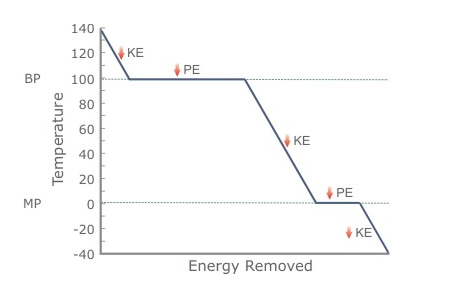 140
120
KE
PE
BP
100
80
60
KE
40
20
PE
MP
0
-20
KE
-40
Temperature
Energy Removed